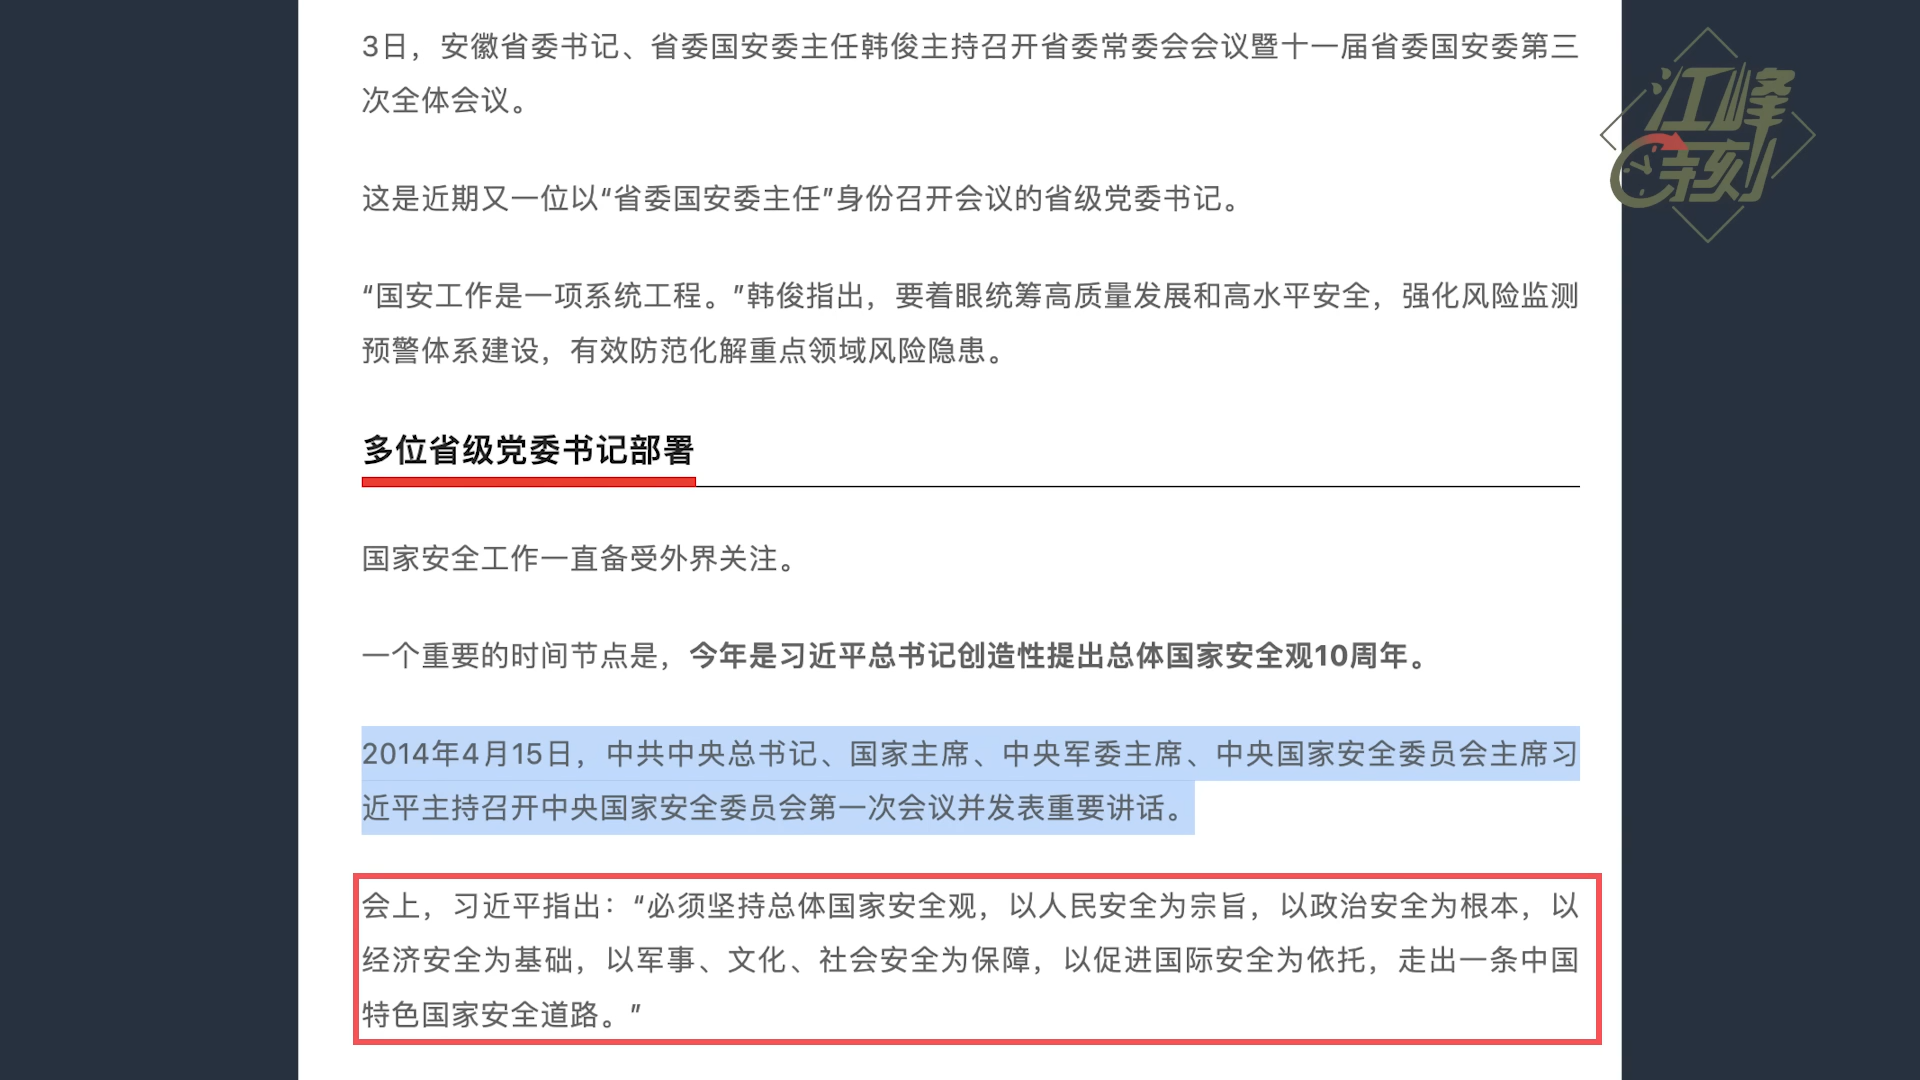 3日，安徽省委书记、省委国安委主任韩俊主持召开省委常委会会议暨十一届省委国安委第三
次全体会议。
这是近期又一位以“省委国安委主任”身份召开会议的省级党委书记。
“国安工作是一项系统工程。”韩俊指出，要着眼统筹高质量发展和高水平安全，强化风险监测
预警体系建设，有效防范化解重点领域风险隐患。
多位省级党委书记部署
国家安全工作一直备受外界关注。
一个重要的时间节点是，今年是习近平总书记创造性提出总体国家安全观10周年。
2014年4月15日，中共中央总书记、国家主席、中央军委主席、中央国家安全委员会主席习
近平主持召开中央国家安全委员会第一次会议并发表重要讲话。
会上，习近平指出：“必须坚持总体国家安全观，以人民安全为宗旨，以政治安全为根本，以
经济安全为基础，以军事、文化、社会安全为保障，以促进国际安全为依托，走出一条中国
特色国家安全道路。”
江峰
时刻